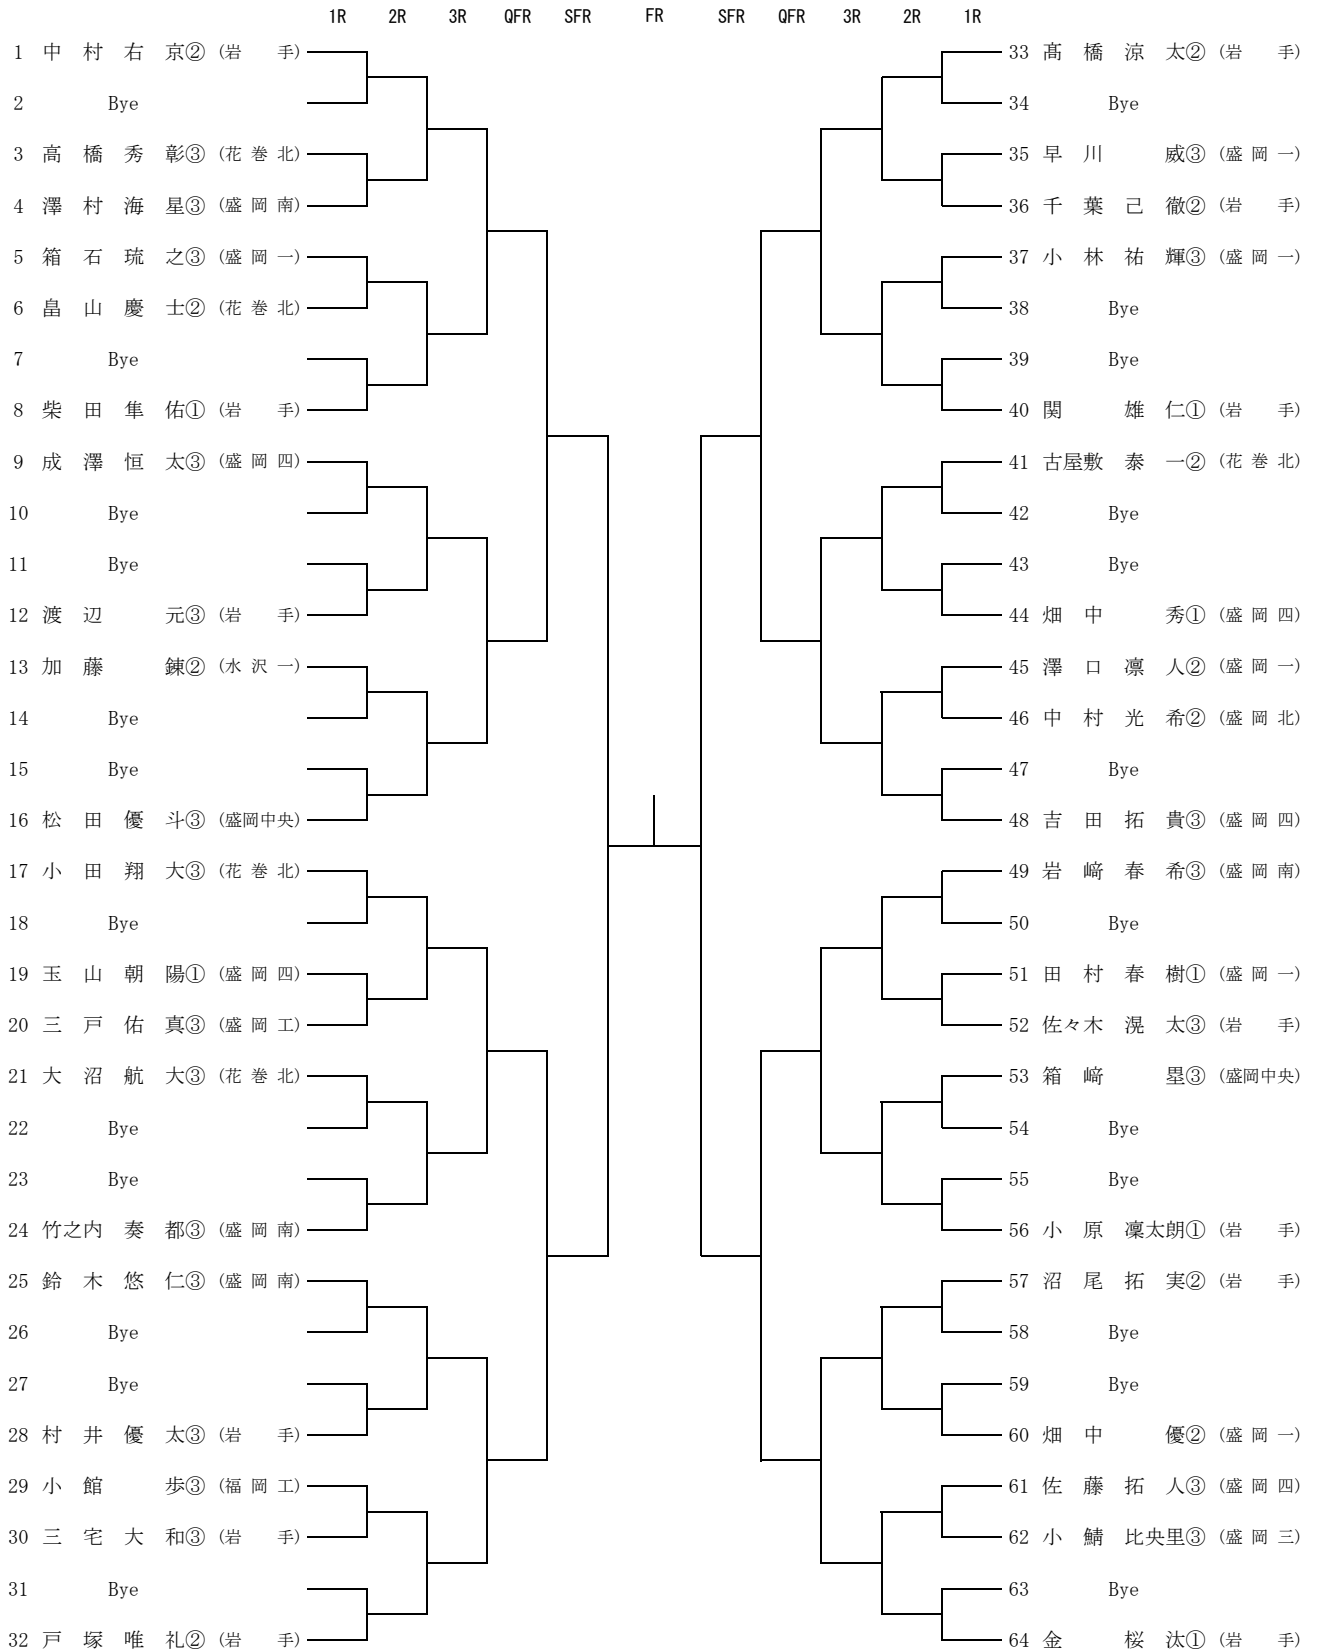 1R 2R 3R QFR SFR FR SFR QFR 3R 2R 1R
1 中 村 右 京② (岩 手)
2 Bye
3 高 橋 秀 彰③ (花 巻 北)
4 澤 村 海 星③ (盛 岡 南)
5 箱 石 琉 之③ (盛 岡 一)
6 畠 山 慶 士② (花 巻 北)
7 Bye
8 柴 田 隼 佑① (岩 手)
9 成 澤 恒 太③ (盛 岡 四)
10 Bye
11 Bye
12 渡 辺 元③ (岩 手)
13 加 藤 錬② (水 沢 一)
14 Bye
15 Bye
16 松 田 優 斗③ (盛岡中央)
17 小 田 翔 大③ (花 巻 北)
18 Bye
19 玉 山 朝 陽① (盛 岡 四)
20 三 戸 佑 真③ (盛 岡 工)
21 大 沼 航 大③ (花 巻 北)
22 Bye
23 Bye
24 竹之内 奏 都③ (盛 岡 南)
25 鈴 木 悠 仁③ (盛 岡 南)
26 Bye
27 Bye
28 村 井 優 太③ (岩 手)
29 小 館 歩③ (福 岡 工)
30 三 宅 大 和③ (岩 手)
31 Bye
32 戸 塚 唯 礼② (岩 手)
33 髙 橋 涼 太② (岩 手)
34 Bye
35 早 川 威③ (盛 岡 一)
36 千 葉 己 徹② (岩 手)
37 小 林 祐 輝③ (盛 岡 一)
38 Bye
39 Bye
40 関 雄 仁① (岩 手)
41 古屋敷 泰 一② (花 巻 北)
42 Bye
43 Bye
44 畑 中 秀① (盛 岡 四)
45 澤 口 凛 人② (盛 岡 一)
46 中 村 光 希② (盛 岡 北)
47 Bye
48 吉 田 拓 貴③ (盛 岡 四)
49 岩 﨑 春 希③ (盛 岡 南)
50 Bye
51 田 村 春 樹① (盛 岡 一)
52 佐々木 滉 太③ (岩 手)
53 箱 﨑 塁③ (盛岡中央)
54 Bye
55 Bye
56 小 原 凜太朗① (岩 手)
57 沼 尾 拓 実② (岩 手)
58 Bye
59 Bye
60 畑 中 優② (盛 岡 一)
61 佐 藤 拓 人③ (盛 岡 四)
62 小 鯖 比央里③ (盛 岡 三)
63 Bye
64 金 桜 汰① (岩 手)